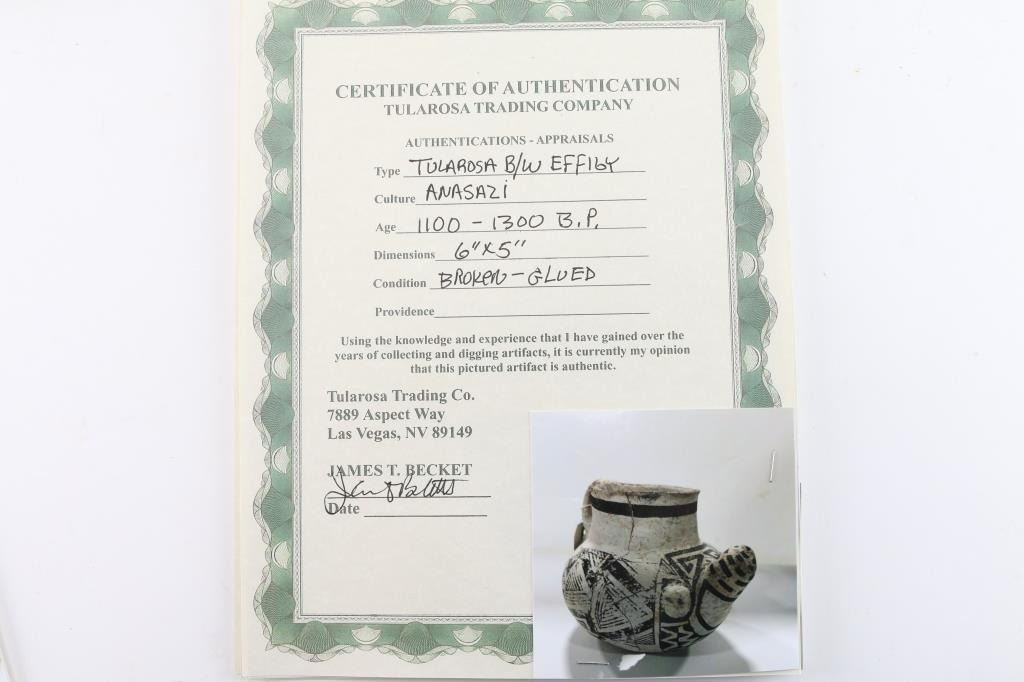 CERTIFICATE OF AUTHENTICATION
TULAROSA TRADING COMPANY
AUTHENTICATIONS - APPRAISALS
Type TULAROSA B/W EFFIGY
Culture ANASAZI
Age 1100 - 1300 B.P.
Dimensions 6" X 5"
Condition BROKEN - GLUED
Providence
Using the knowledge and experience that I have gained over the
years of collecting and digging artifacts, it is currently my opinion
that this pictured artifact is authentic.
Tularosa Trading Co.
7889 Aspect Way
Las Vegas, NV 89149
JAMES T. BECKET
Date